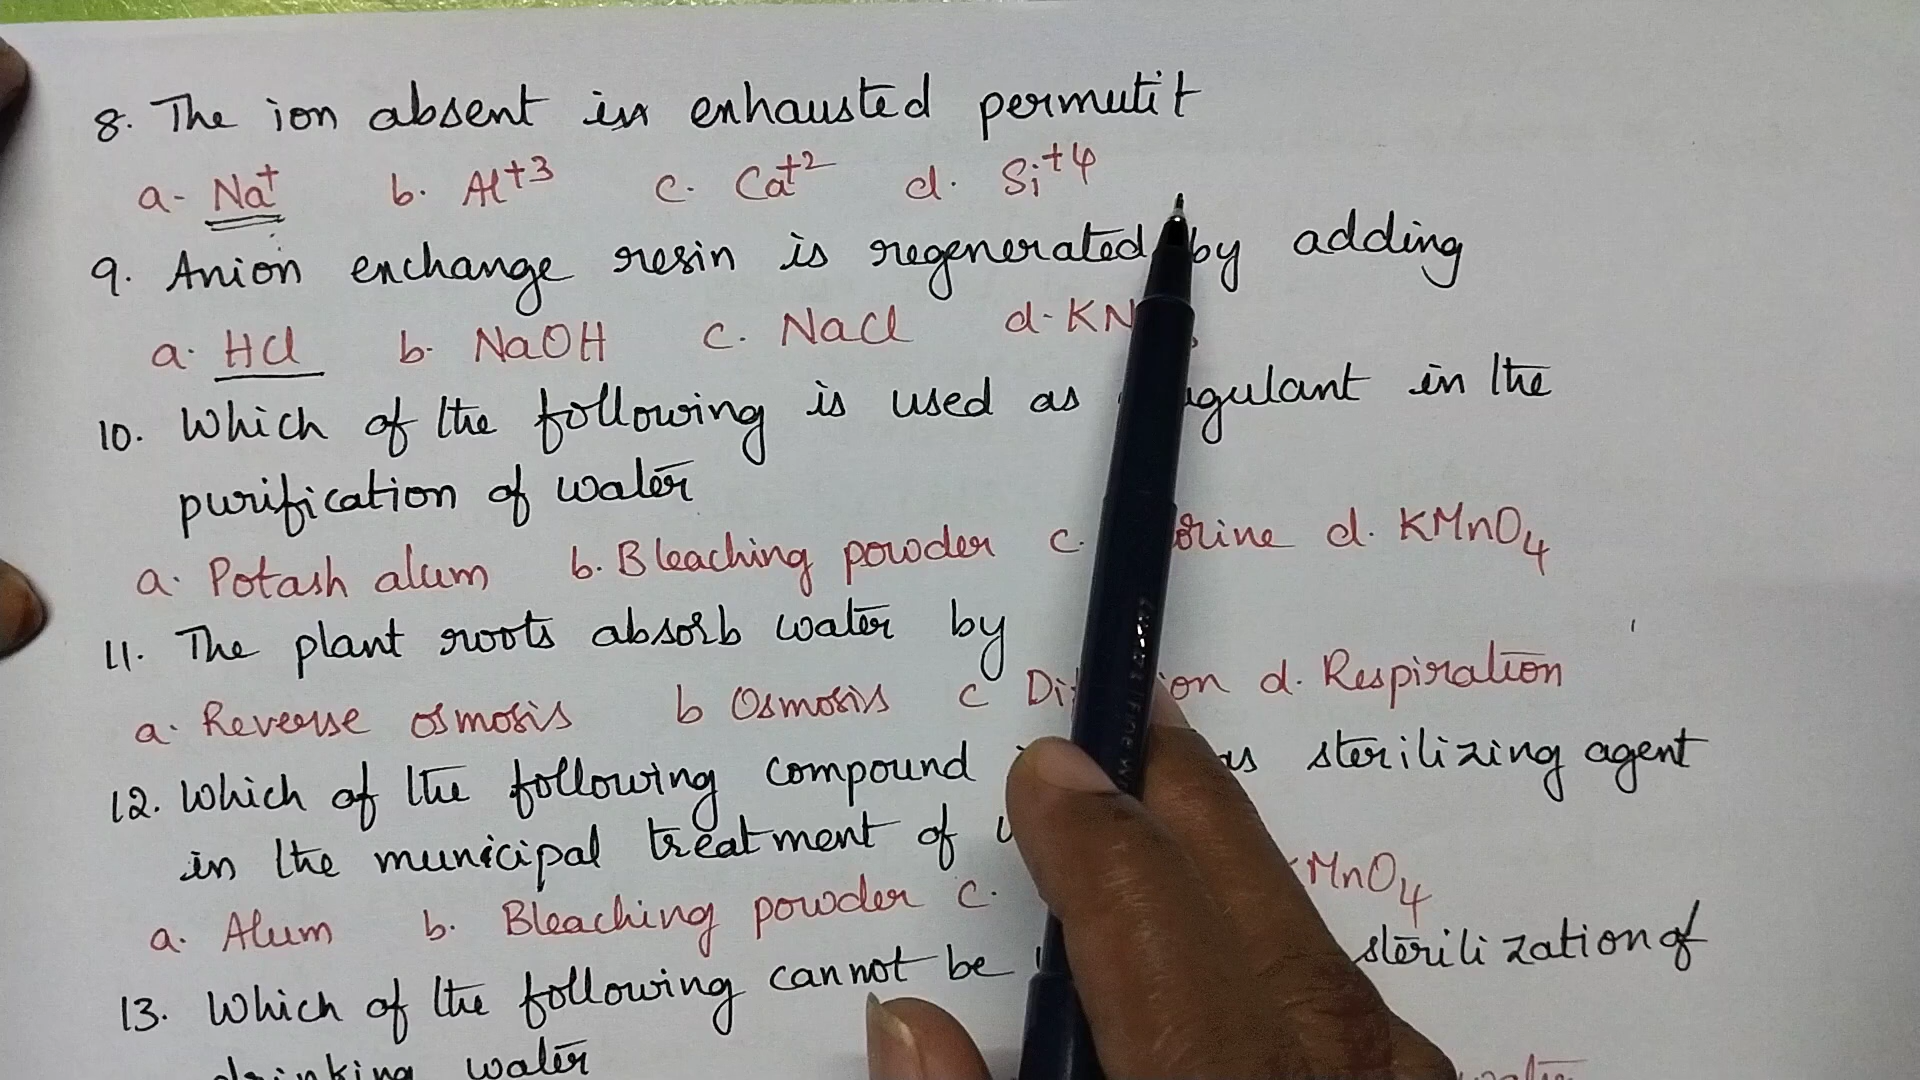 8. The ion absent in exhausted permutit
a- Na+ b. Al+3 c. Ca+2 d. Si+4
9. Anion exchange resin is regenerated by adding
a. HCl b. NaOH c. NaCl d. KN
10. Which of the following is used as gulant in the
purification of water
a. Potash alum b. Bleaching powder c. orine d. KMnO4
11. The plant roots absorb water by
a. Reverse osmosis b Osmosis c Di on d. Respiration
12. Which of the following compound as sterilizing agent
in the municipal treatment of
a. Alum b. Bleaching powder c. MnO4
13. Which of the following cannot be sterilization of
drinking water